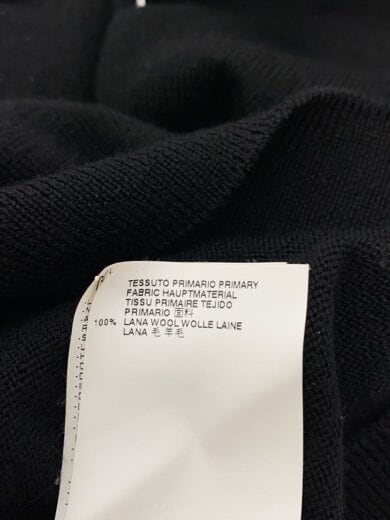 TESSUTO PRIMARIO PRIMARY
FABRIC HAUPTMATERIAL
TISSU PRIMAIRE TEJIDO
PRIMARIO 面料
100% LANA WOOL WOLLE LAINE
LANA 毛 羊毛